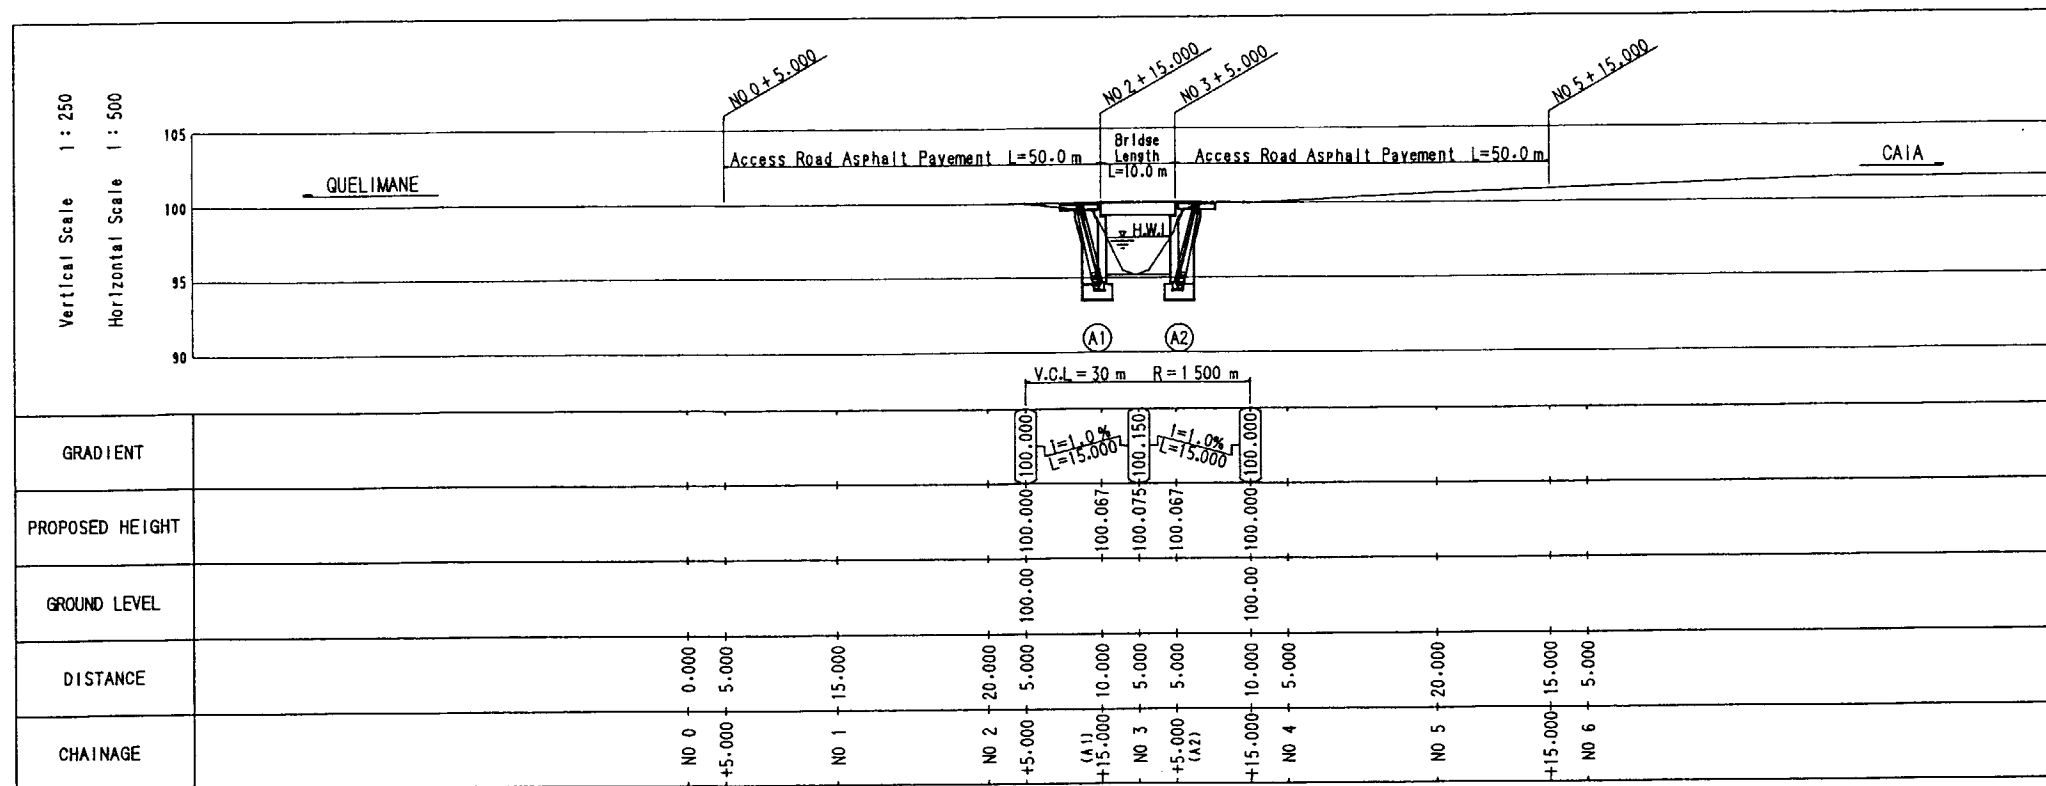 Vertical Scale 1 : 250
Horizontal Scale 1 : 500
NO 0 + 5.000
NO 2 + 15.000
NO 3 + 5.000
NO 5 + 15.000
105
100
95
90
QUELIMANE
Access Road Asphalt Pavement L=50.0 m
Bridge
Length
L=10.0 m
Access Road Asphalt Pavement L=50.0 m
CAIA
H.W.L
A1
A2
V.C.L = 30 m R = 1 500 m
GRADIENT
100.000
I=1.0%
L=15.000
100.150
I=1.0%
L=15.000
100.000
PROPOSED HEIGHT
100.000
100.067
100.075
100.067
100.000
GROUND LEVEL
100.00
100.00
DISTANCE
0.000
5.000
15.000
20.000
5.000
10.000
5.000
5.000
10.000
5.000
20.000
15.000
5.000
CHAINAGE
NO 0
+5.000
NO 1
NO 2
+5.000
(A1)
+15.000
NO 3
+5.000
(A2)
+15.000
NO 4
NO 5
+15.000
NO 6